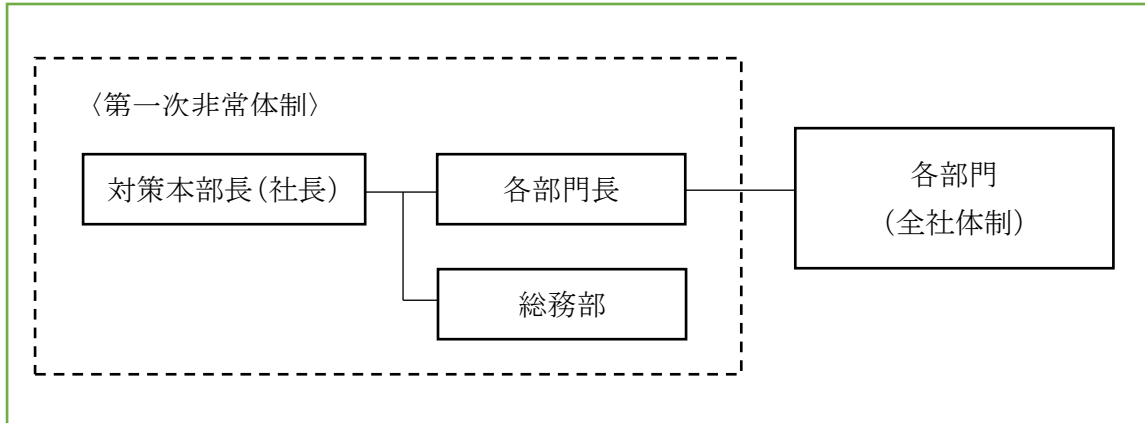 〈第一次非常体制〉
対策本部長(社長)
各部門長
各部門
(全社体制)
総務部